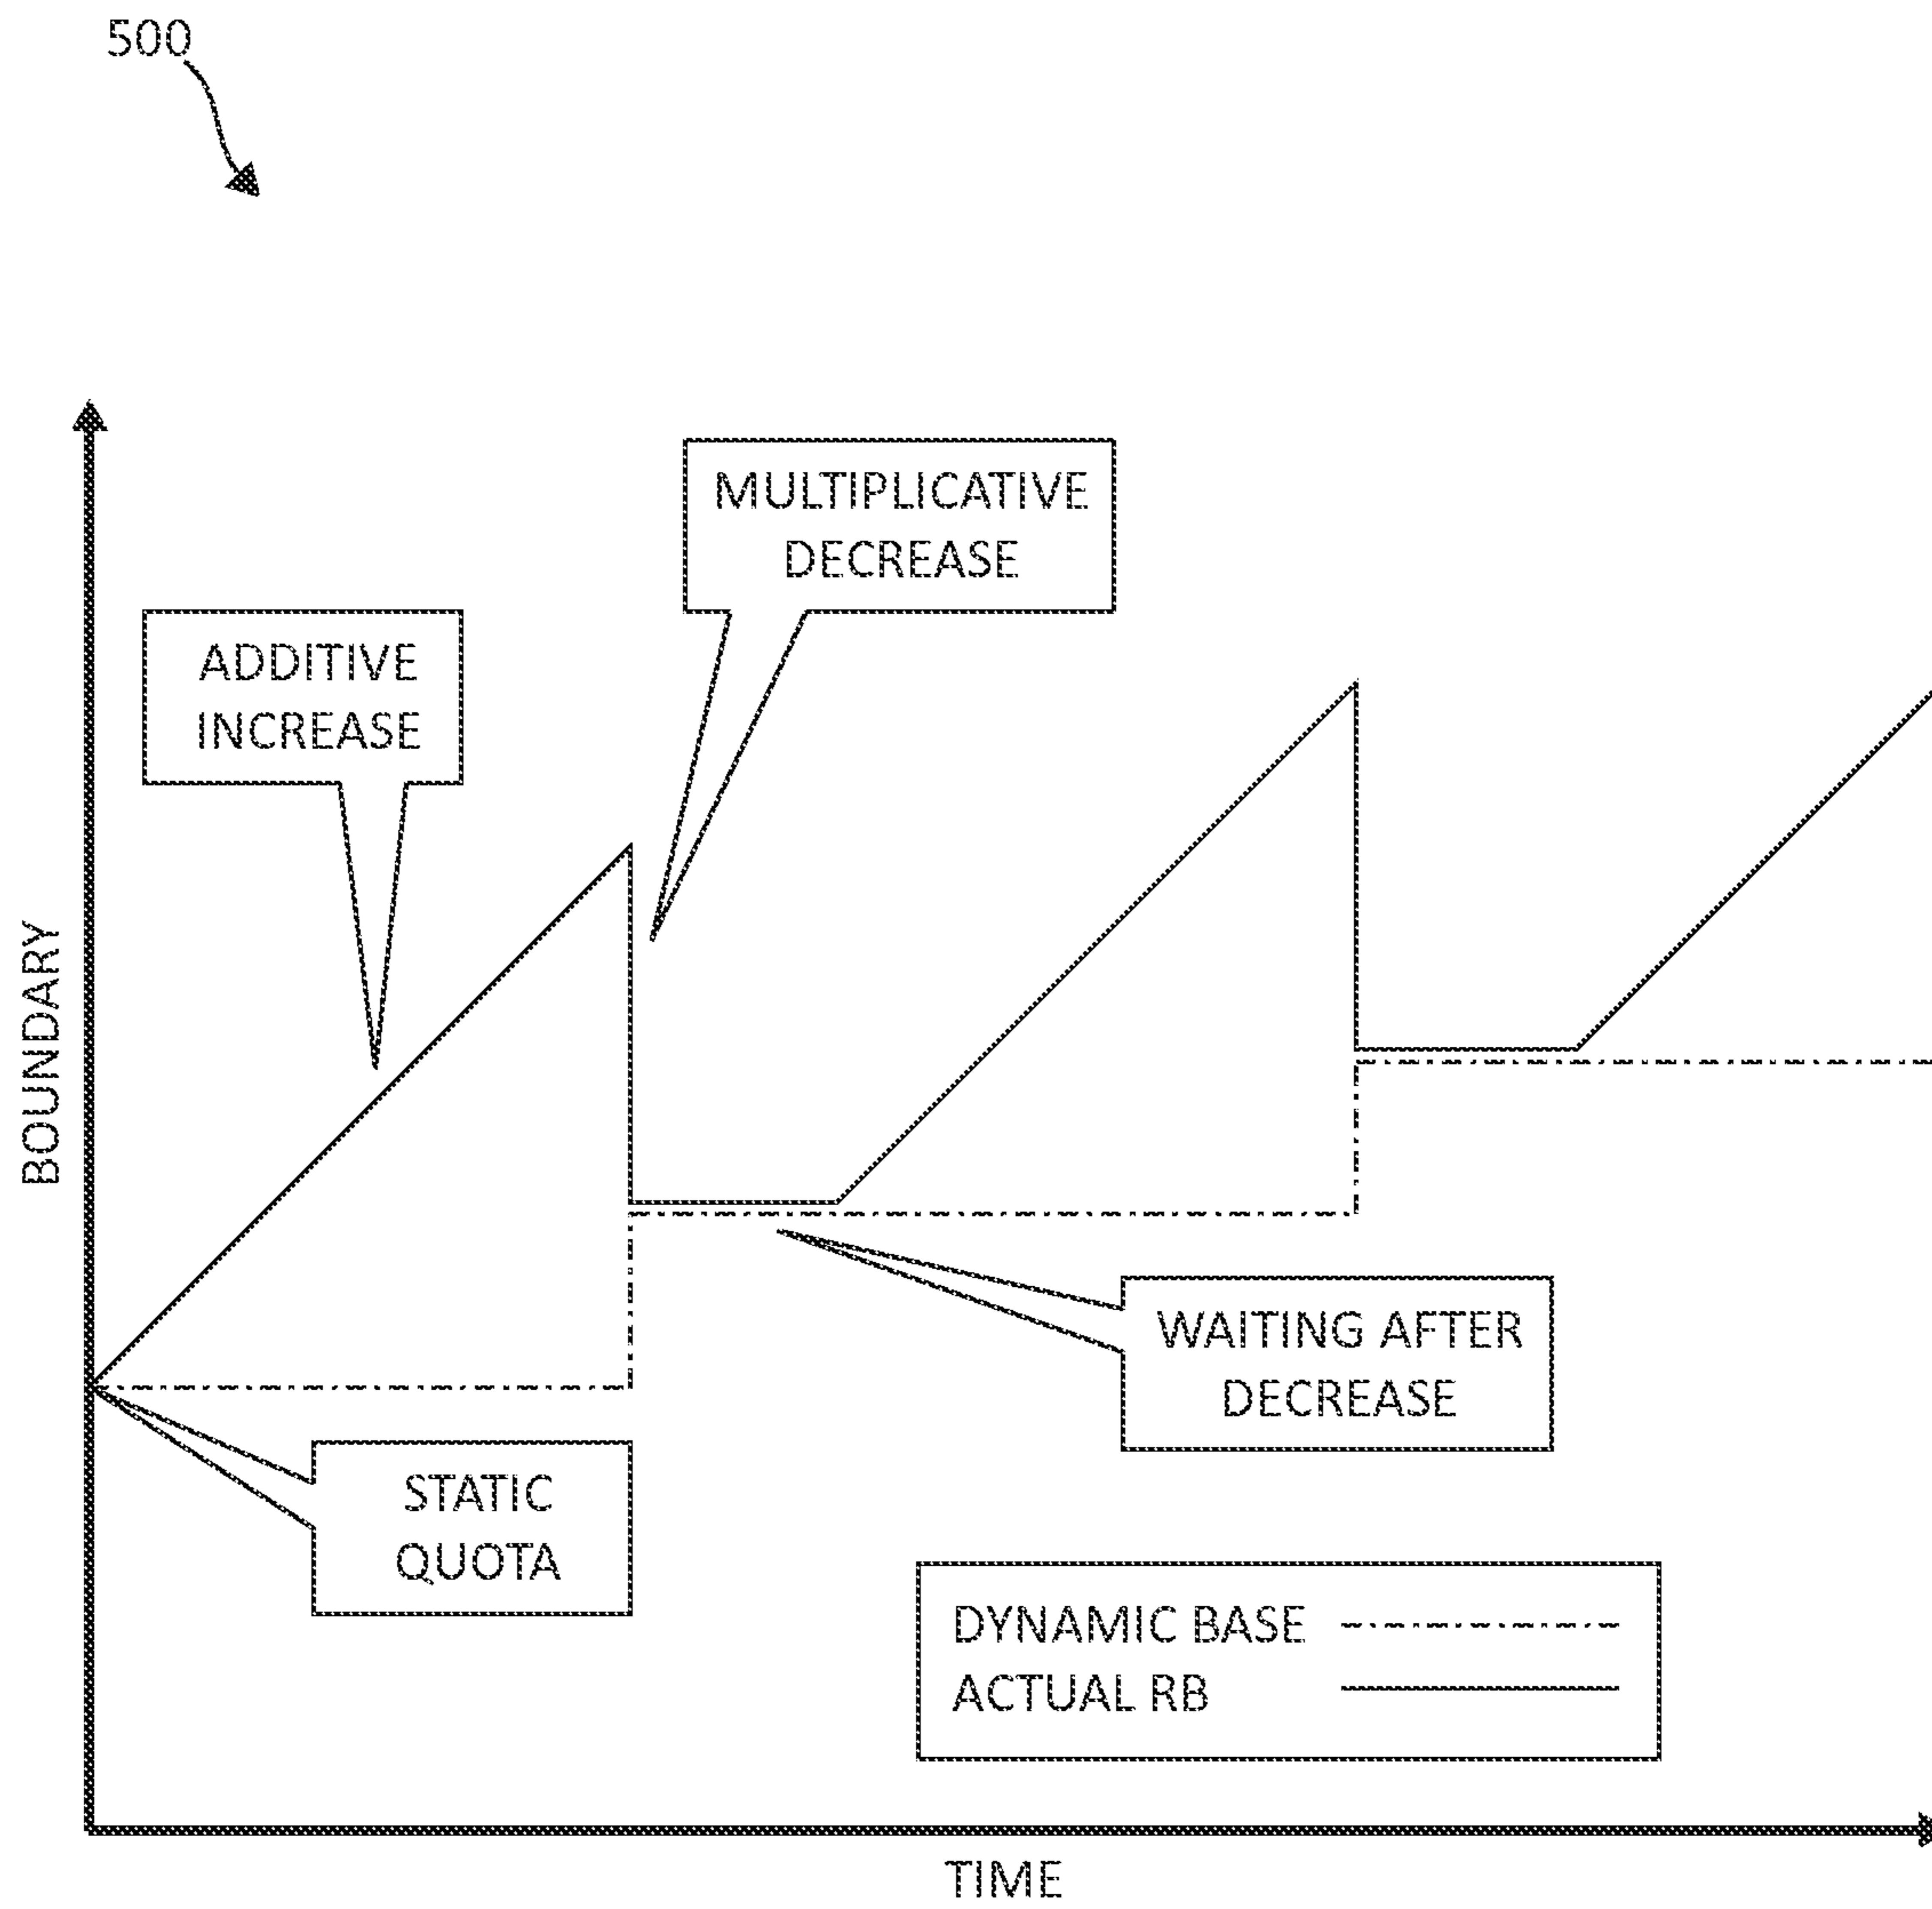 500
MULTIPLICATIVE
DECREASE
ADDITIVE
INCREASE
BOUNDARY
WAITING AFTER
DECREASE
STATIC
QUOTA
DYNAMIC BASE
ACTUAL RB
TIME